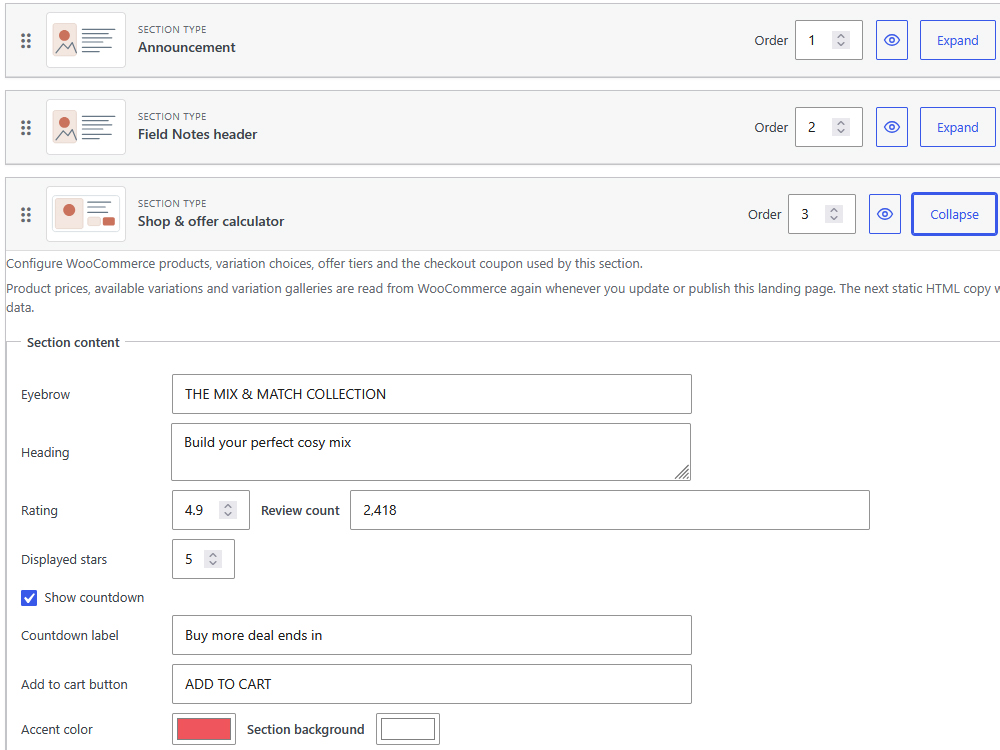 SECTION TYPE
Announcement
Order 1 Expand
SECTION TYPE
Field Notes header
Order 2 Expand
SECTION TYPE
Shop & offer calculator
Order 3 Collapse
Configure WooCommerce products, variation choices, offer tiers and the checkout coupon used by this section.
Product prices, available variations and variation galleries are read from WooCommerce again whenever you update or publish this landing page. The next static HTML copy
data.
Section content
Eyebrow THE MIX & MATCH COLLECTION
Heading Build your perfect cosy mix
Rating 4.9 Review count 2,418
Displayed stars 5
Show countdown
Countdown label Buy more deal ends in
Add to cart button ADD TO CART
Accent color Section background